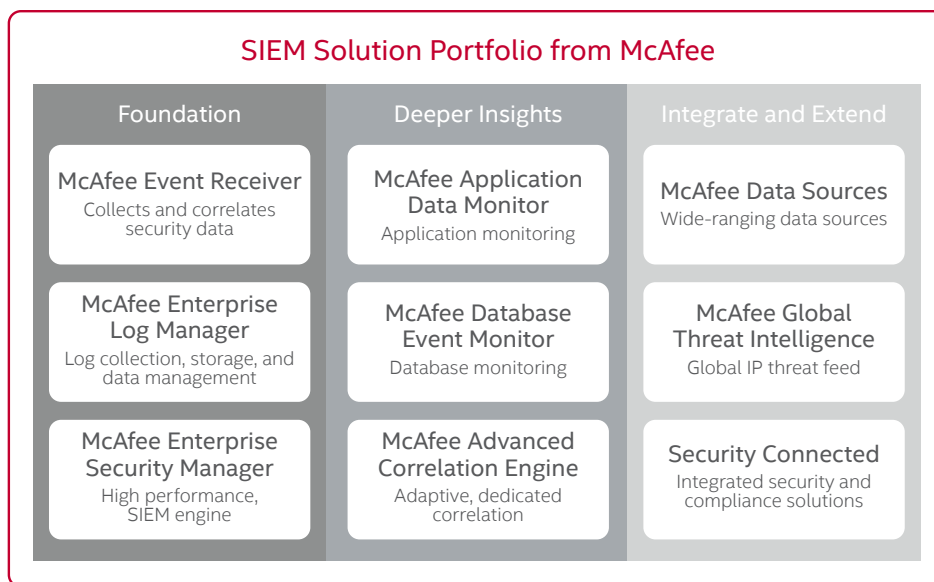 SIEM Solution Portfolio from McAfee
Foundation
McAfee Event Receiver
Collects and correlates
security data
McAfee Enterprise
Log Manager
Log collection, storage, and
data management
McAfee Enterprise
Security Manager
High performance,
SIEM engine
Deeper Insights
McAfee Application
Data Monitor
Application monitoring
McAfee Database
Event Monitor
Database monitoring
McAfee Advanced
Correlation Engine
Adaptive, dedicated
correlation
Integrate and Extend
McAfee Data Sources
Wide-ranging data sources
McAfee Global
Threat Intelligence
Global IP threat feed
Security Connected
Integrated security and
compliance solutions